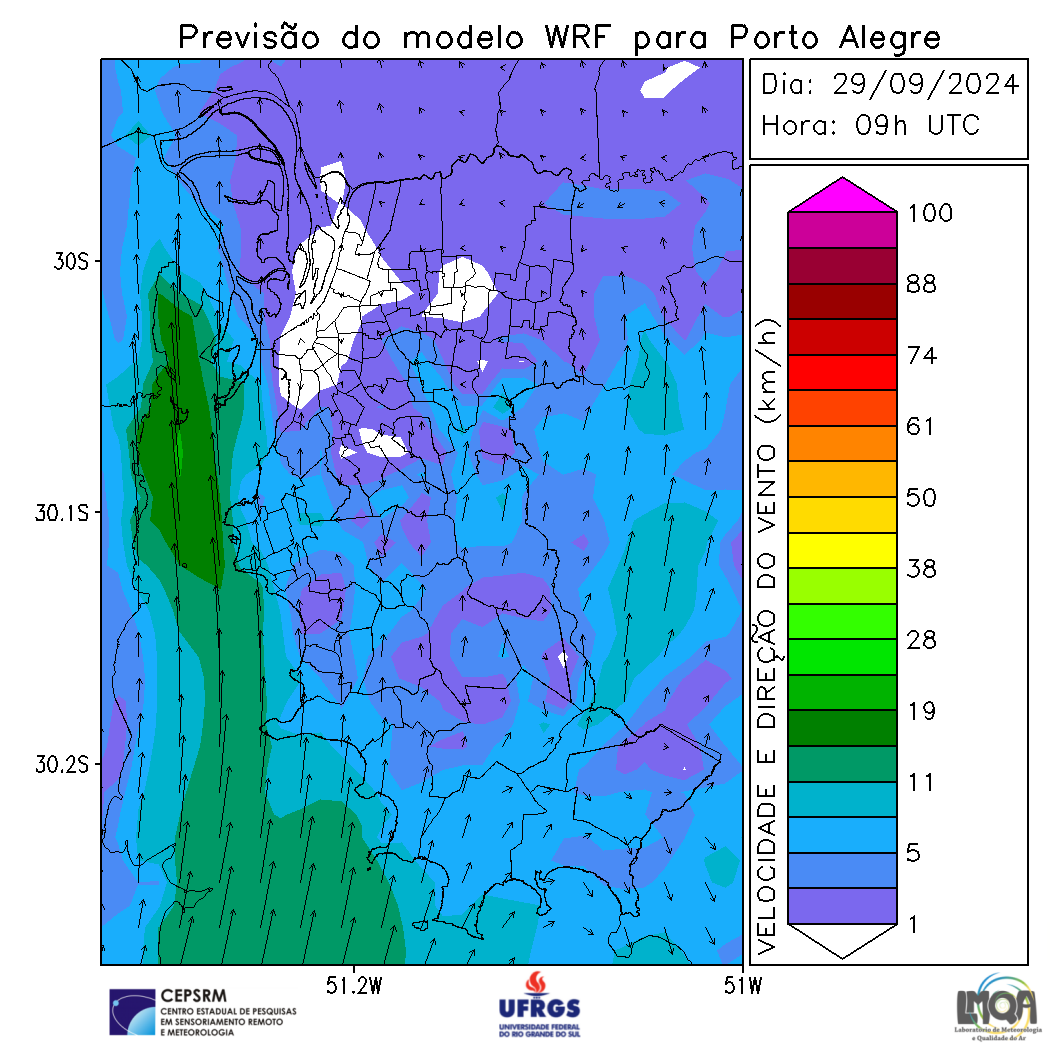 Previsão do modelo WRF para Porto Alegre
Dia: 29/09/2024
Hora: 09h UTC
30S
30.1S
30.2S
51.2W
51W
VELOCIDADE E DIREÇÃO DO VENTO (km/h)
100
88
74
61
50
38
28
19
11
5
1
CEPSRM
CENTRO ESTADUAL DE PESQUISAS
EM SENSORIAMENTO REMOTO
E METEOROLOGIA
UFRGS
UNIVERSIDADE FEDERAL
DO RIO GRANDE DO SUL
LMQA
Laboratório de Meteorologia
e Qualidade do Ar